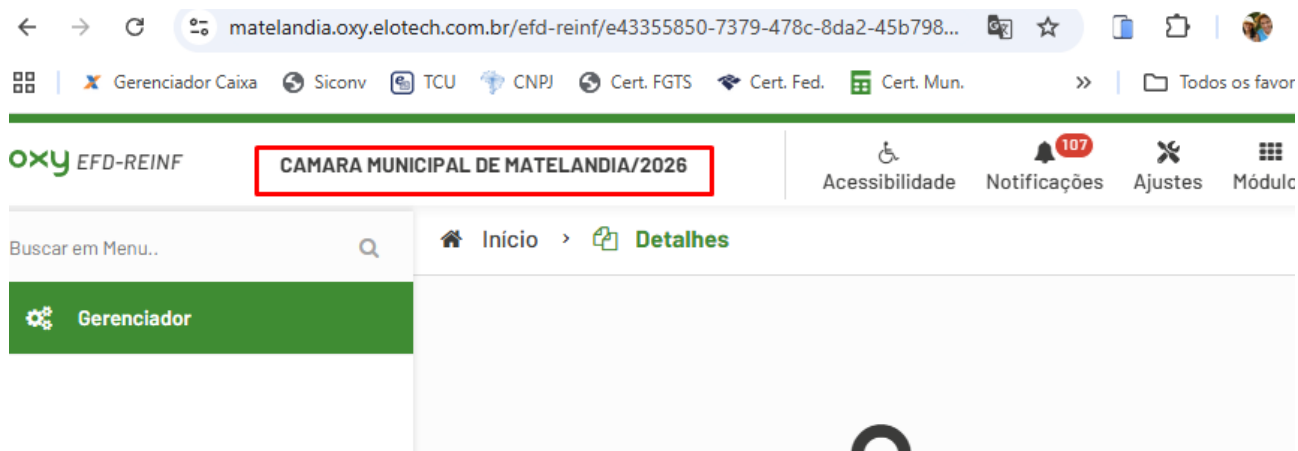 matelandia.oxy.elotech.com.br/efd-reinf/e43355850-7379-478c-8da2-45b798...
Gerenciador Caixa Siconv TCU CNPJ Cert. FGTS Cert. Fed. Cert. Mun. » Todos os favor
oxy EFD-REINF CAMARA MUNICIPAL DE MATELANDIA/2026 107
Acessibilidade Notificações Ajustes Módulo
Buscar em Menu.. Início › Detalhes
Gerenciador